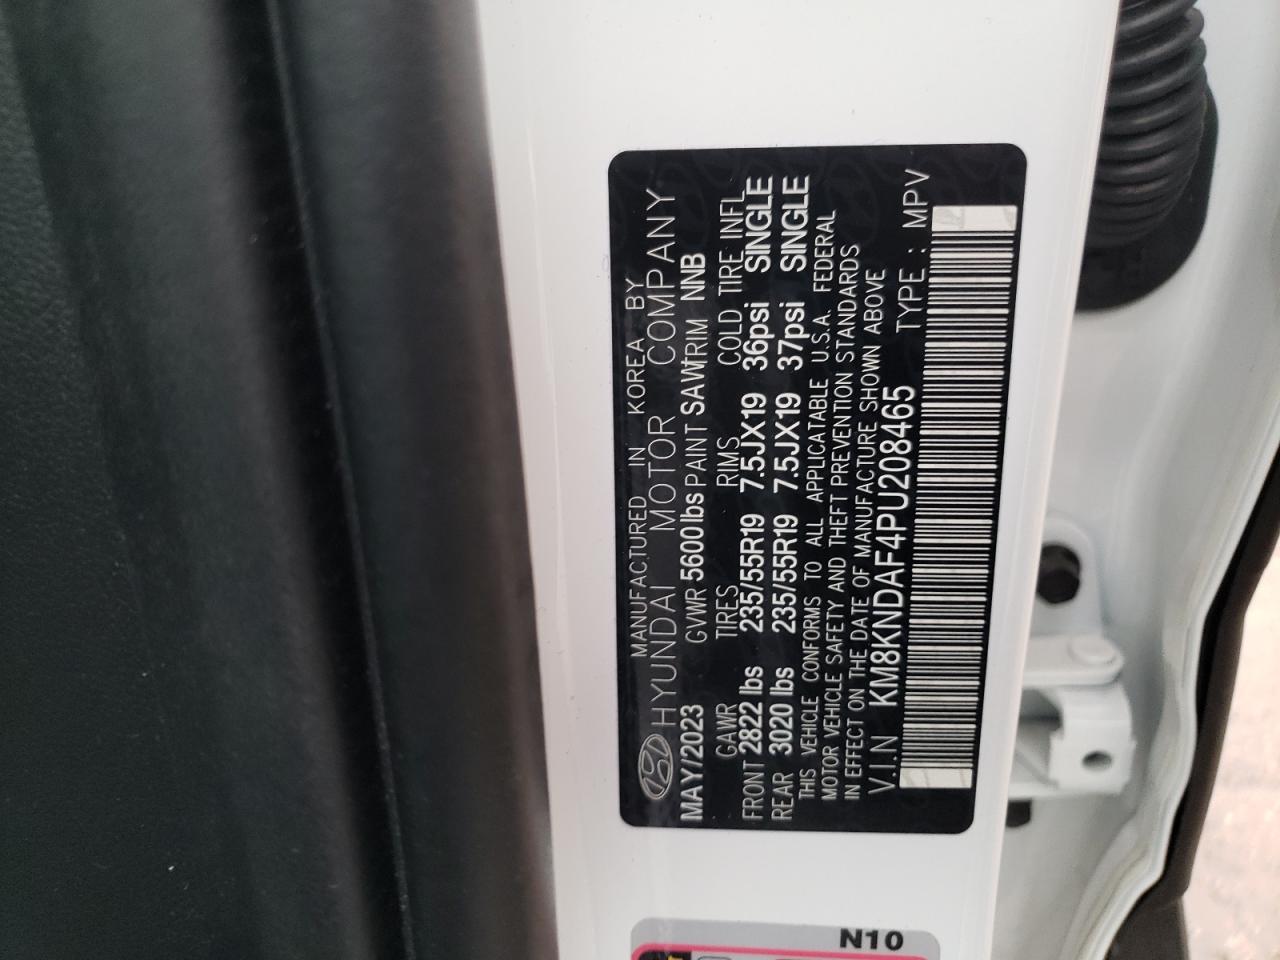 MANUFACTURED IN KOREA BY
HYUNDAI MOTOR COMPANY
MAY/2023 GVWR 5600lbs PAINT SAW TRIM NNB
GAWR TIRES RIMS COLD TIRE INFL
FRONT 2822 lbs 235/55R19 7.5JX19 36psi SINGLE
REAR 3020 lbs 235/55R19 7.5JX19 37psi SINGLE
THIS VEHICLE CONFORMS TO ALL APPLICATABLE U.S.A. FEDERAL
MOTOR VEHICLE SAFETY AND THEFT PREVENTION STANDARDS
IN EFFECT ON THE DATE OF MANUFACTURE SHOWN ABOVE
V.I.N KM8KNDAF4PU208465 TYPE : MPV
N10